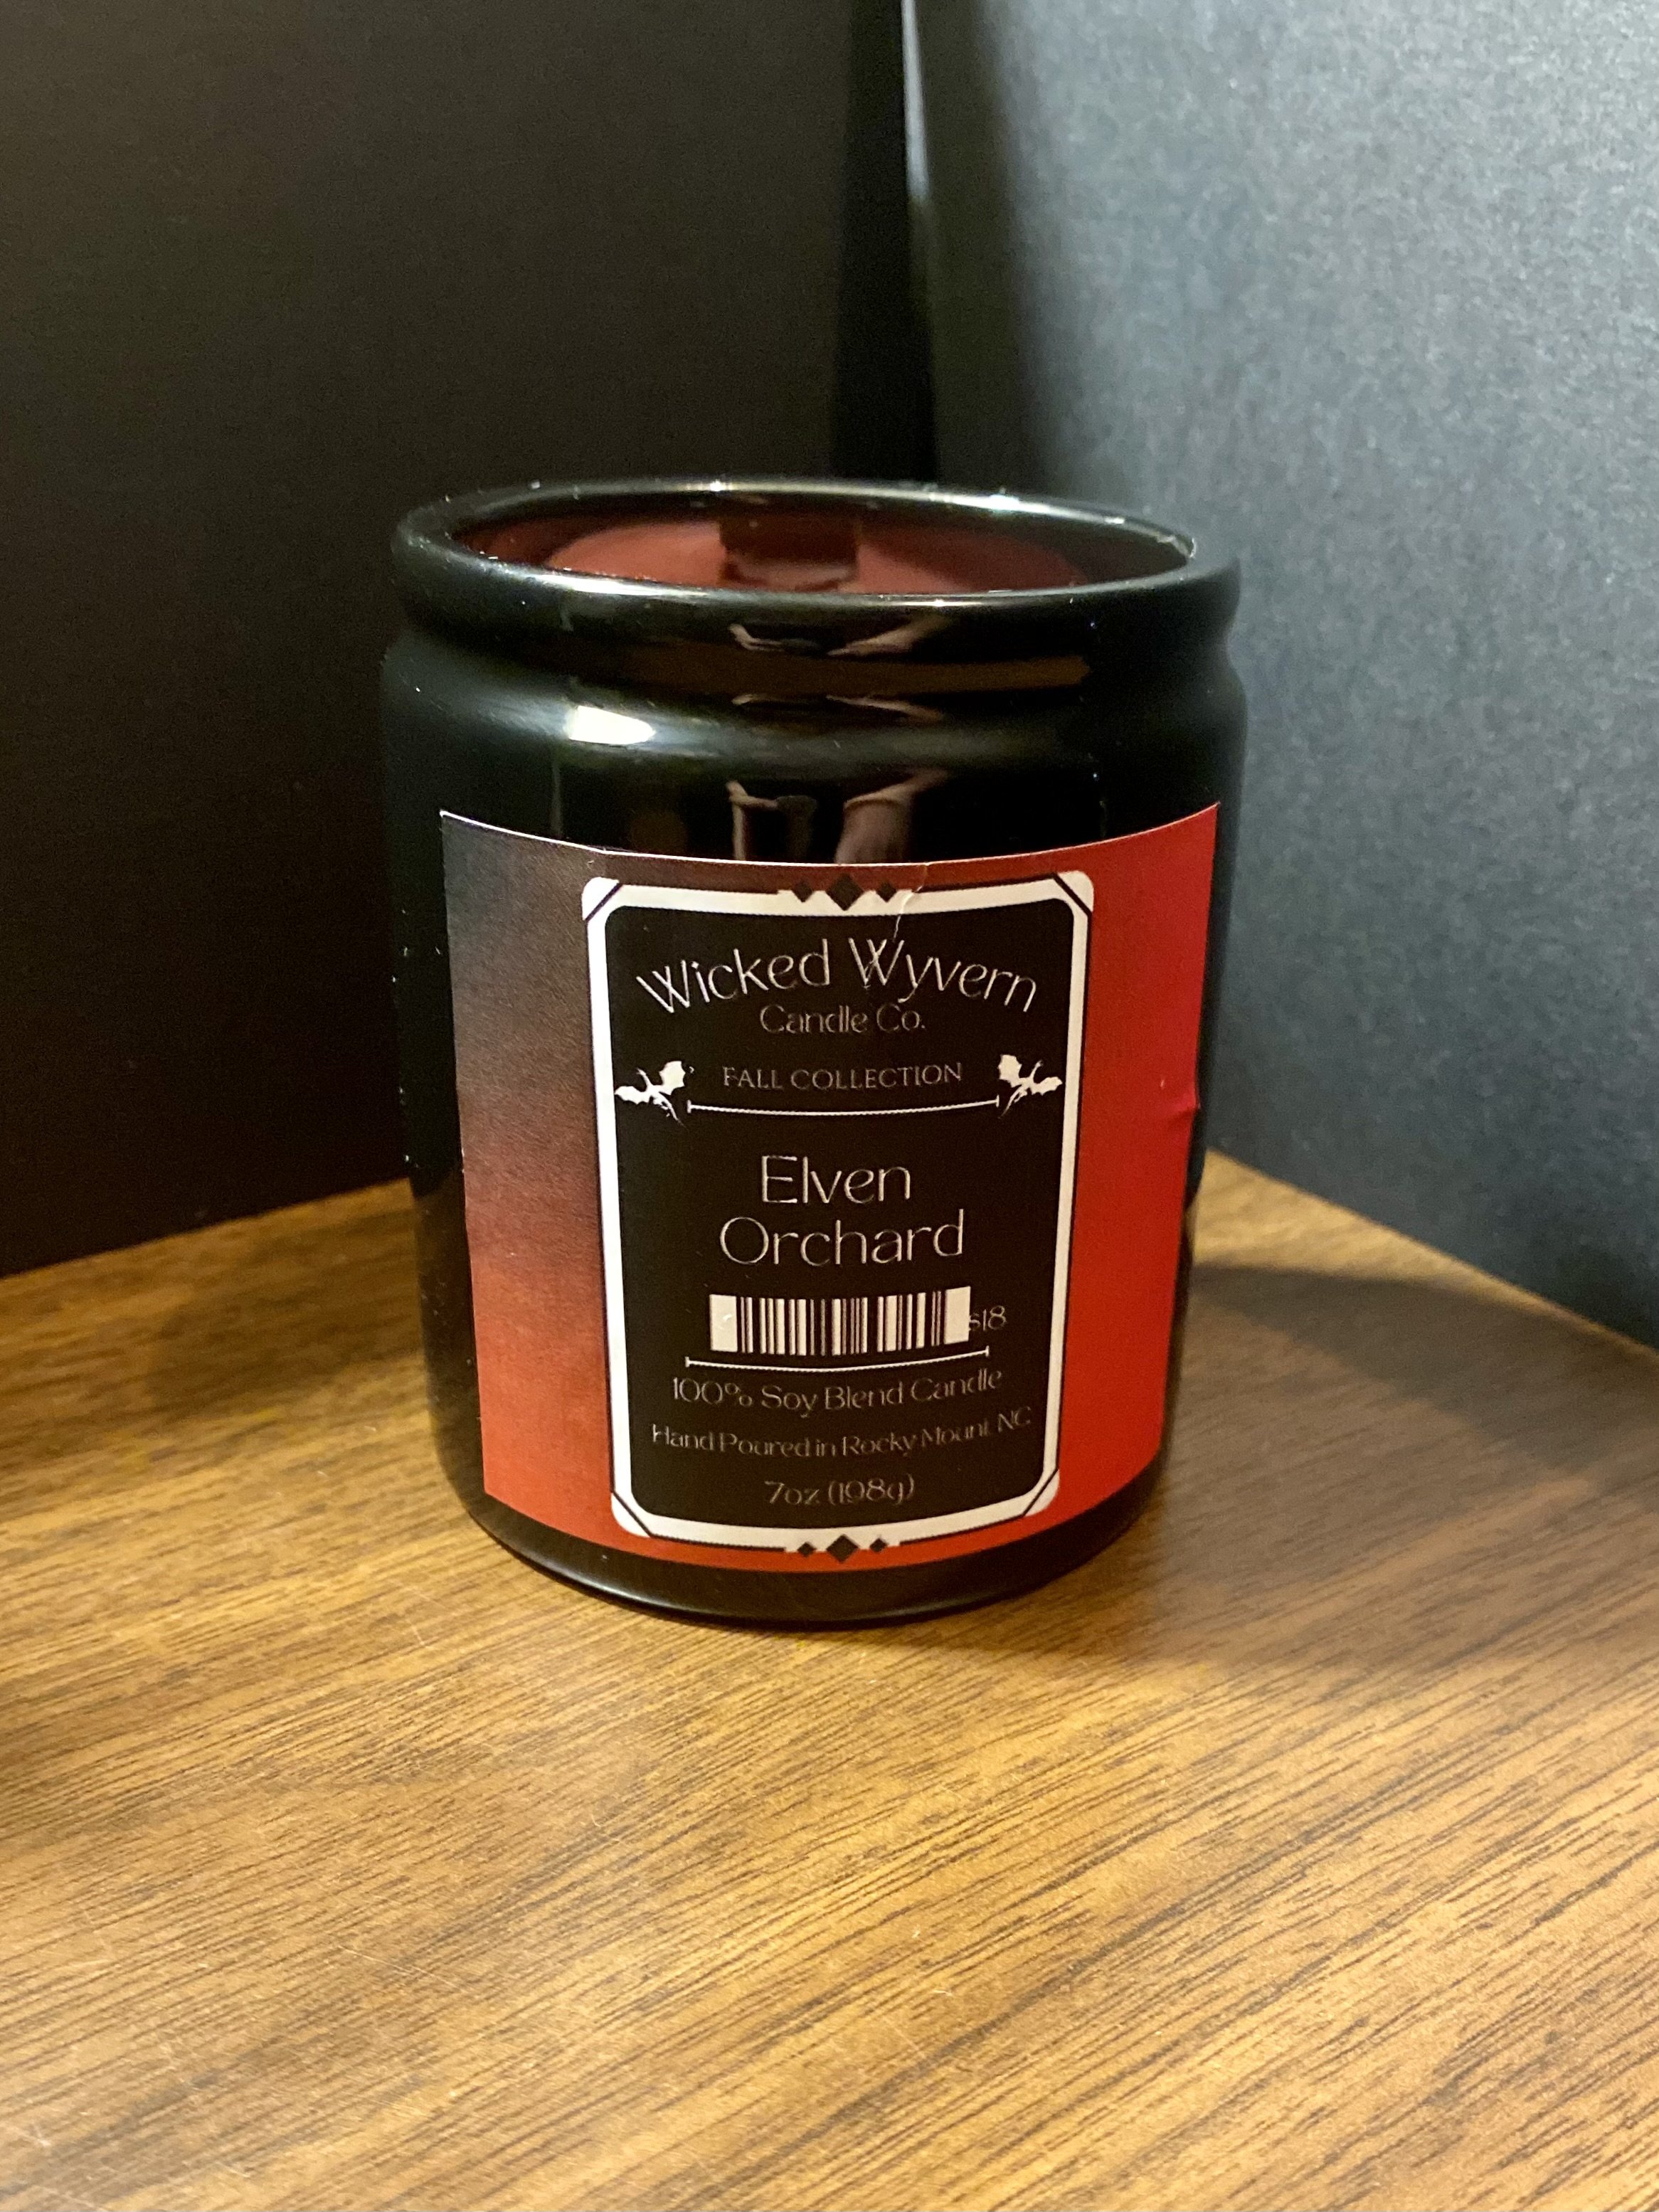 Wicked Wyvern
Candle Co.
FALL COLLECTION
Elven
Orchard
$18
100% Soy Blend Candle
Hand Poured in Rocky Mount, NC
7oz (198g)